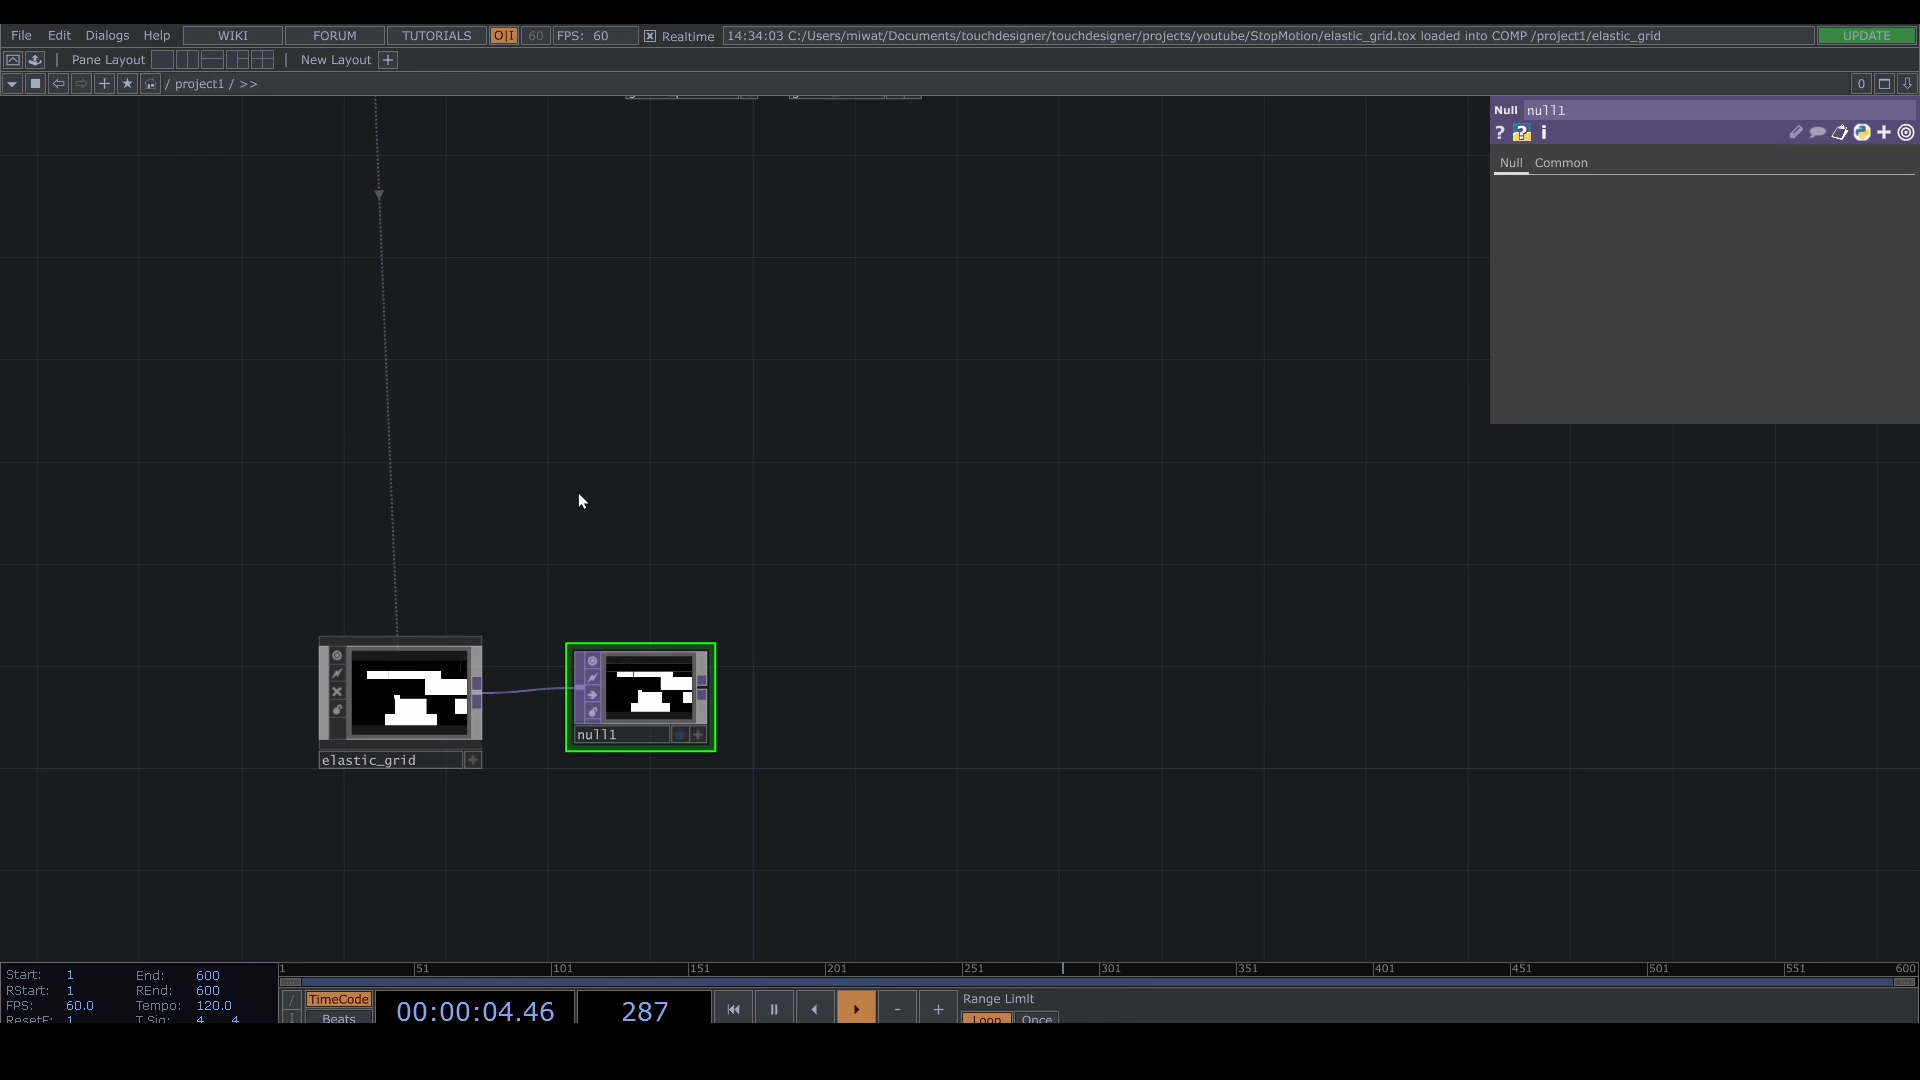 File Edit Dialogs Help WIKI FORUM TUTORIALS O|I 60 FPS: 60 Realtime 14:34:03 C:/Users/miwat/Documents/touchdesigner/touchdesigner/projects/youtube/StopMotion/elastic_grid.tox loaded into COMP /project1/elastic_grid UPDATE
Pane Layout New Layout +
/ project1 / >> 0
Null null1
? ? i
Null Common
null1
elastic_grid
1 51 101 151 201 251 301 351 401 451 501 551 600
Start: 1 End: 600
RStart: 1 REnd: 600
FPS: 60.0 Tempo: 120.0
ResetF: 1 T Sig: 4 4
/ TimeCode 00:00:04.46 287 - + Range Limit
I Beats Loop Once